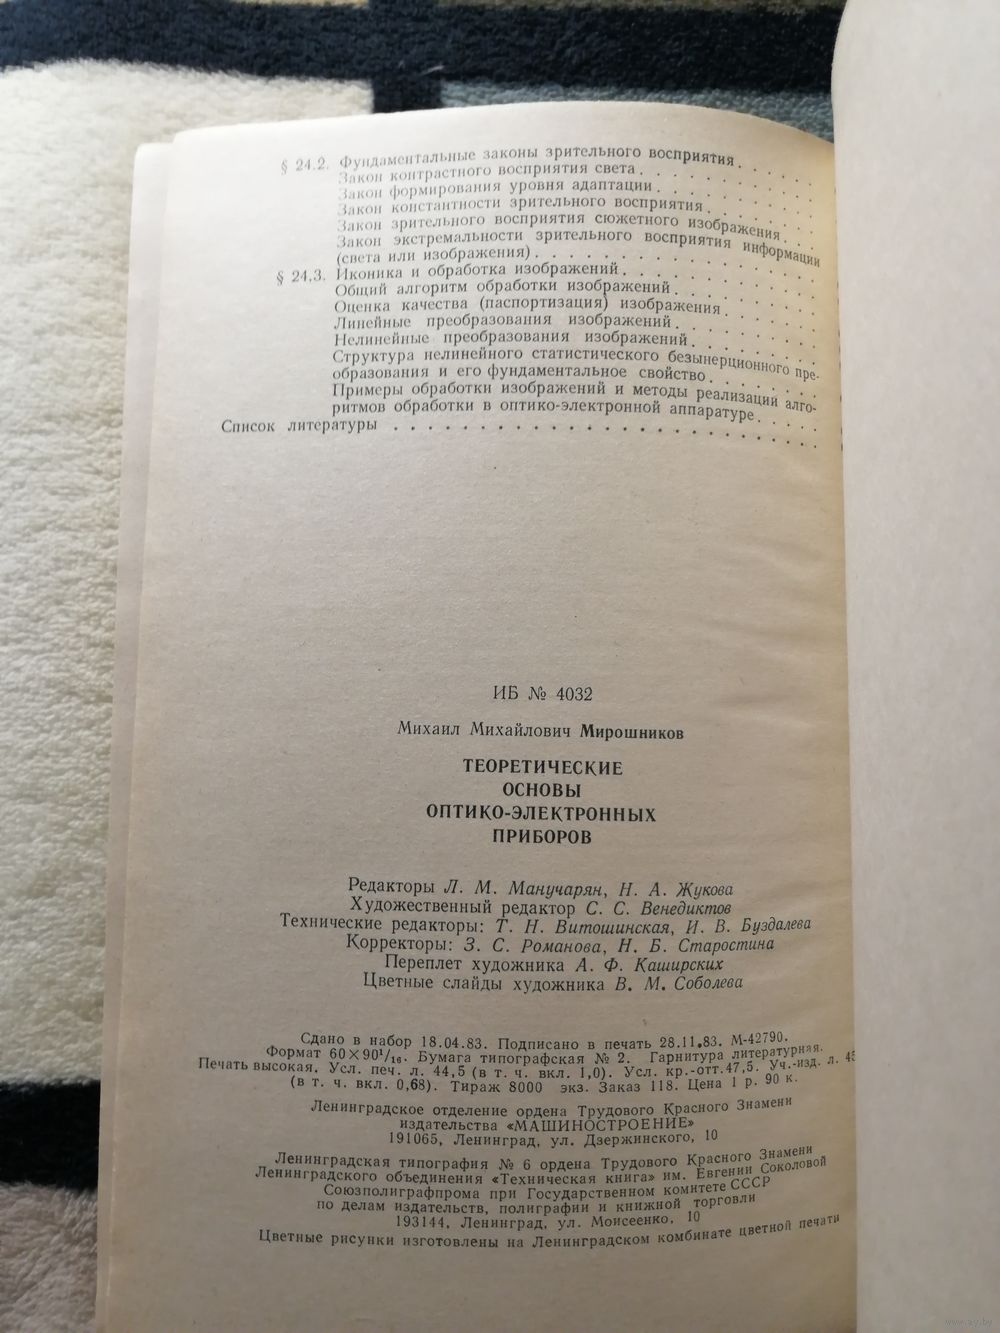 § 24.2. Фундаментальные законы зрительного восприятия . . . . .
Закон контрастного восприятия света . . . . . . . . .
Закон формирования уровня адаптации . . . . . . . .
Закон константности зрительного восприятия . . . . . .
Закон зрительного восприятия сюжетного изображения . . .
Закон экстремальности зрительного восприятия информации
(света или изображения) . . . . . . . . . . . . . .
§ 24.3. Иконика и обработка изображений . . . . . . . . . .
Общий алгоритм обработки изображений . . . . . . . .
Оценка качества (паспортизация) изображения . . . . . .
Линейные преобразования изображений . . . . . . . .
Нелинейные преобразования изображений . . . . . . .
Структура нелинейного статистического безынерционного пре-
образования и его фундаментальное свойство . . . . . .
Примеры обработки изображений и методы реализации алго-
ритмов обработки в оптико-электронной аппаратуре . . . . .
Список литературы . . . . . . . . . . . . . . . . . . .
ИБ № 4032
Михаил Михайлович Мирошников
ТЕОРЕТИЧЕСКИЕ
ОСНОВЫ
ОПТИКО-ЭЛЕКТРОННЫХ
ПРИБОРОВ
Редакторы Л. М. Манучарян, Н. А. Жукова
Художественный редактор С. С. Венедиктов
Технические редакторы: Т. Н. Витошинская, И. В. Буздалева
Корректоры: З. С. Романова, Н. Б. Старостина
Переплет художника А. Ф. Каширских
Цветные слайды художника В. М. Соболева
Сдано в набор 18.04.83. Подписано в печать 28.11.83. М-42790.
Формат 60×90¹/₁₆. Бумага типографская № 2. Гарнитура литературная.
Печать высокая. Усл. печ. л. 44,5 (в т. ч. вкл. 1,0). Усл. кр.-отт. 47,5. Уч.-изд. л. 45
(в т. ч. вкл. 0,68). Тираж 8000 экз. Заказ 118. Цена 1 р. 90 к.
Ленинградское отделение ордена Трудового Красного Знамени
издательства «МАШИНОСТРОЕНИЕ»
191065, Ленинград, ул. Дзержинского, 10
Ленинградская типография № 6 ордена Трудового Красного Знамени
Ленинградского объединения «Техническая книга» им. Евгении Соколовой
Союзполиграфпрома при Государственном комитете СССР
по делам издательств, полиграфии и книжной торговли
193144, Ленинград, ул. Моисеенко, 10
Цветные рисунки изготовлены на Ленинградском комбинате цветной печати
www.ay.by